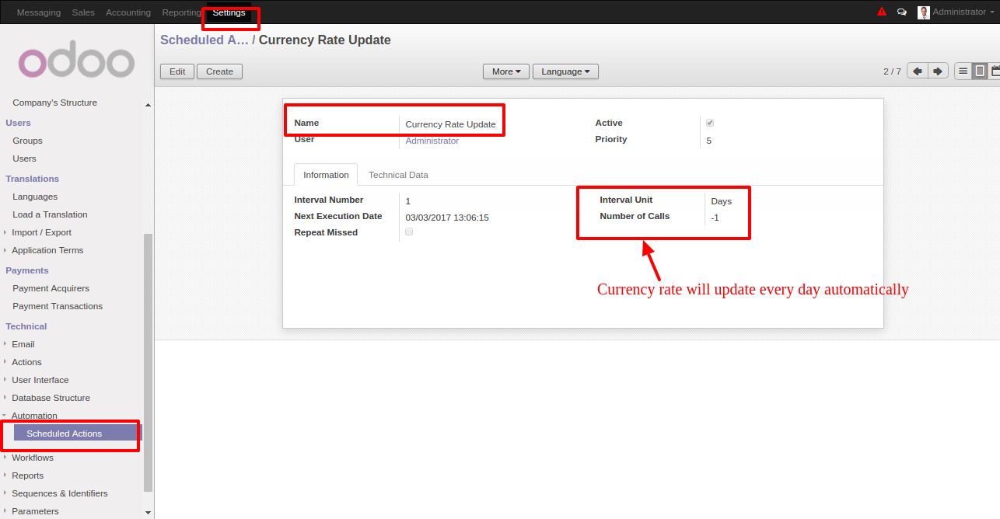 Messaging Sales Accounting Reporting Settings Administrator
odoo
Scheduled A... / Currency Rate Update
Edit Create More Language 2 / 7
Company's Structure
Users
Groups
Users
Translations
Languages
Load a Translation
Import / Export
Application Terms
Payments
Payment Acquirers
Payment Transactions
Technical
Email
Actions
User Interface
Database Structure
Automation
Scheduled Actions
Workflows
Reports
Sequences & Identifiers
Parameters
Name Currency Rate Update Active
User Administrator Priority 5
Information Technical Data
Interval Number 1 Interval Unit Days
Next Execution Date 03/03/2017 13:06:15 Number of Calls -1
Repeat Missed
Currency rate will update every day automatically